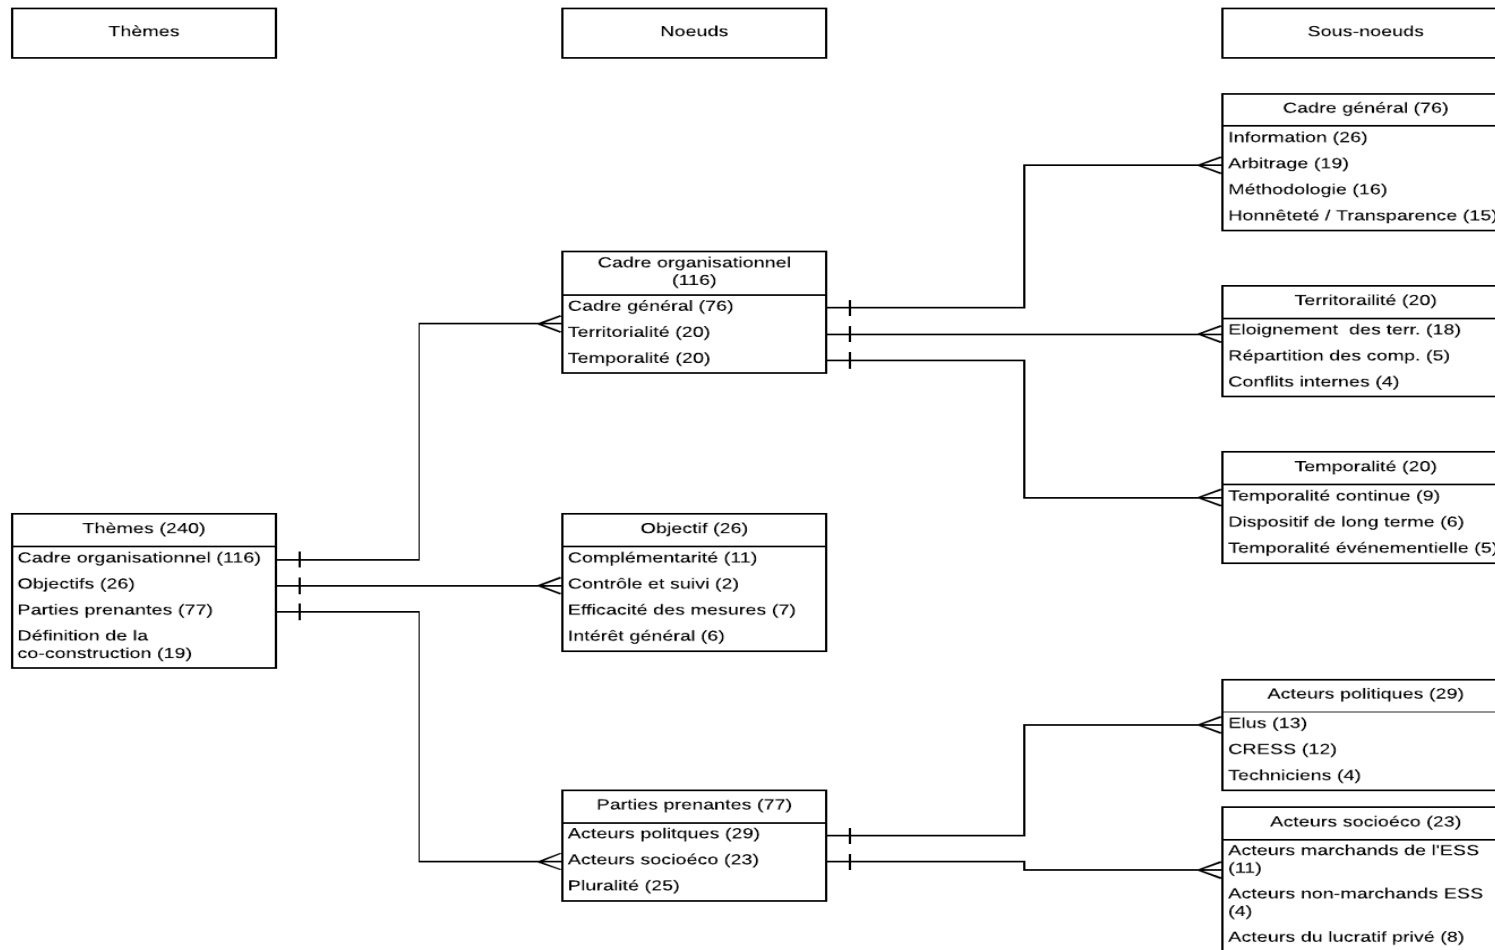 Thèmes
Noeuds
Sous-noeuds
Cadre général (76)
Information (26)
Arbitrage (19)
Méthodologie (16)
Honnêteté / Transparence (15)
Cadre organisationnel
(116)
Cadre général (76)
Territorialité (20)
Temporalité (20)
Territorailité (20)
Eloignement des terr. (18)
Répartition des comp. (5)
Conflits internes (4)
Temporalité (20)
Temporalité continue (9)
Dispositif de long terme (6)
Temporalité événementielle (5)
Thèmes (240)
Cadre organisationnel (116)
Objectifs (26)
Parties prenantes (77)
Définition de la
co-construction (19)
Objectif (26)
Complémentarité (11)
Contrôle et suivi (2)
Efficacité des mesures (7)
Intérêt général (6)
Parties prenantes (77)
Acteurs politques (29)
Acteurs socioéco (23)
Pluralité (25)
Acteurs politiques (29)
Elus (13)
CRESS (12)
Techniciens (4)
Acteurs socioéco (23)
Acteurs marchands de l'ESS
(11)
Acteurs non-marchands ESS
(4)
Acteurs du lucratif privé (8)